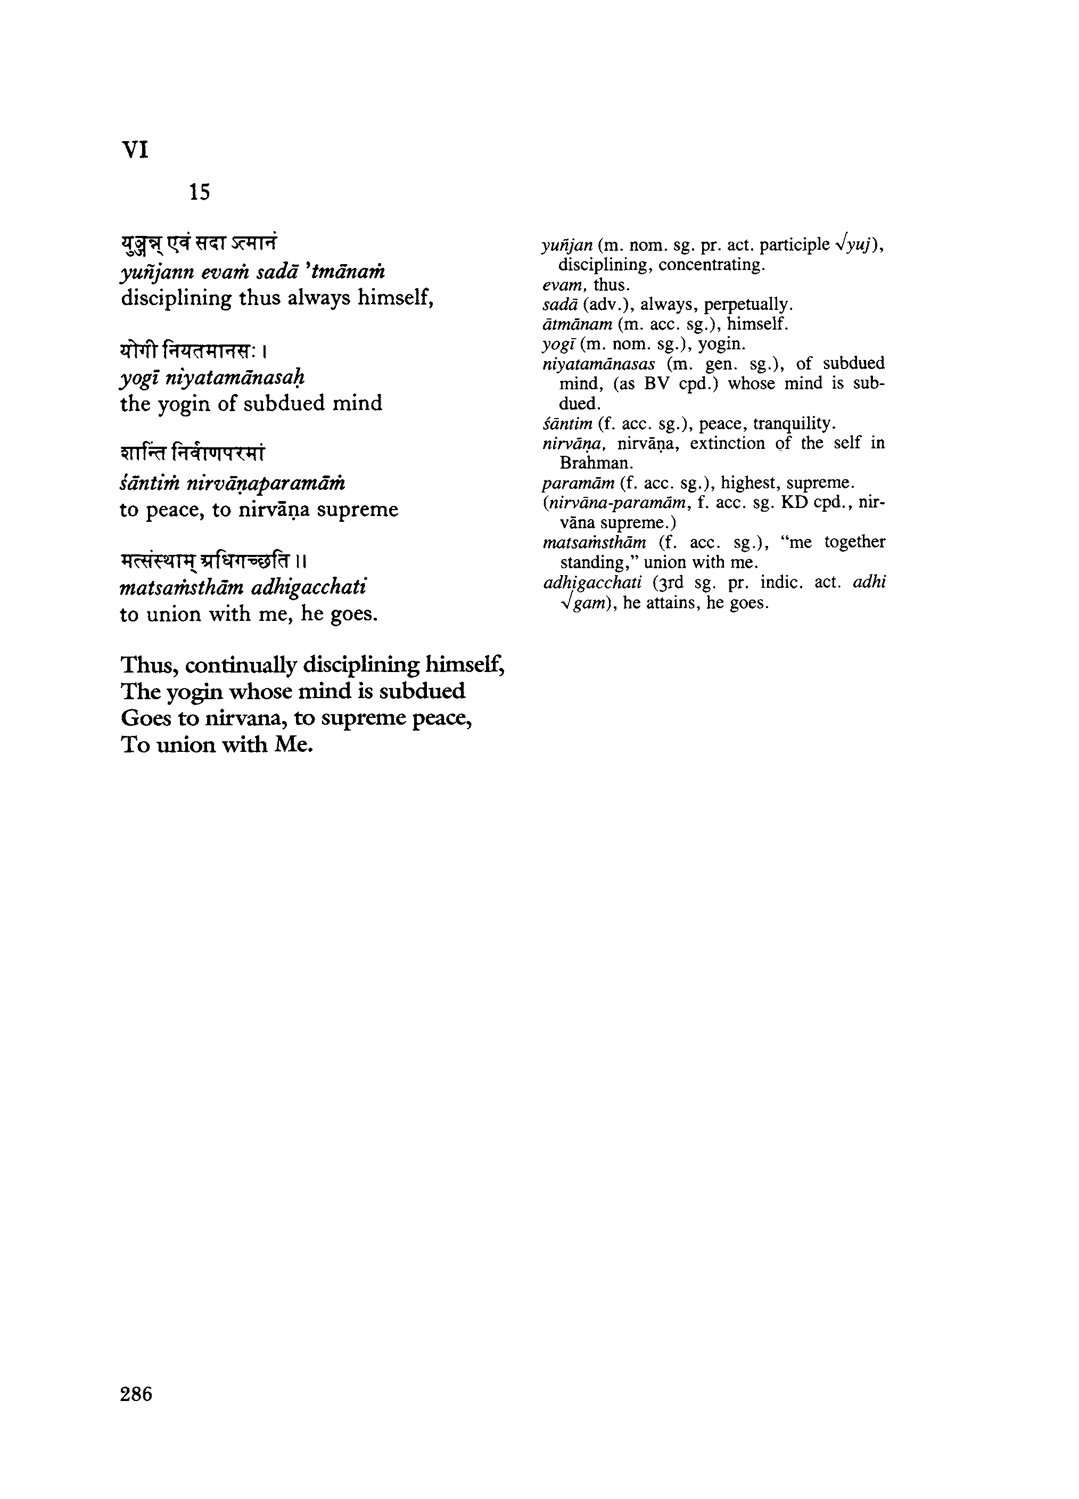 VI
15
युञ्जन्न् एवं सदा ऽत्मानं
yuñjann evaṁ sadā 'tmānaṁ
disciplining thus always himself,
योगी नियतमानसः ।
yogī niyatamānasaḥ
the yogin of subdued mind
शान्तिं निर्वाणपरमां
śāntiṁ nirvāṇaparamāṁ
to peace, to nirvāṇa supreme
मत्संस्थाम् अधिगच्छति ।।
matsaṁsthām adhigacchati
to union with me, he goes.
Thus, continually disciplining himself,
The yogin whose mind is subdued
Goes to nirvana, to supreme peace,
To union with Me.
yuñjan (m. nom. sg. pr. act. participle √yuj),
disciplining, concentrating.
evam, thus.
sadā (adv.), always, perpetually.
ātmānam (m. acc. sg.), himself.
yogī (m. nom. sg.), yogin.
niyatamānasas (m. gen. sg.), of subdued
mind, (as BV cpd.) whose mind is sub-
dued.
śāntim (f. acc. sg.), peace, tranquility.
nirvāṇa, nirvāṇa, extinction of the self in
Brahman.
paramām (f. acc. sg.), highest, supreme.
(nirvāna-paramām, f. acc. sg. KD cpd., nir-
vāna supreme.)
matsaṁsthām (f. acc. sg.), “me together
standing,” union with me.
adhigacchati (3rd sg. pr. indic. act. adhi
√gam), he attains, he goes.
286